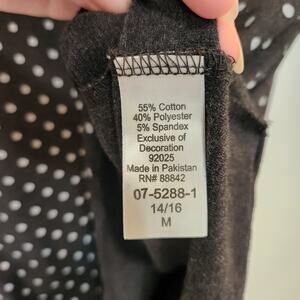 55% Cotton
40% Polyester
5% Spandex
Exclusive of
Decoration
92025
Made in Pakistan
RN# 88842
07-5288-1
14/16
M